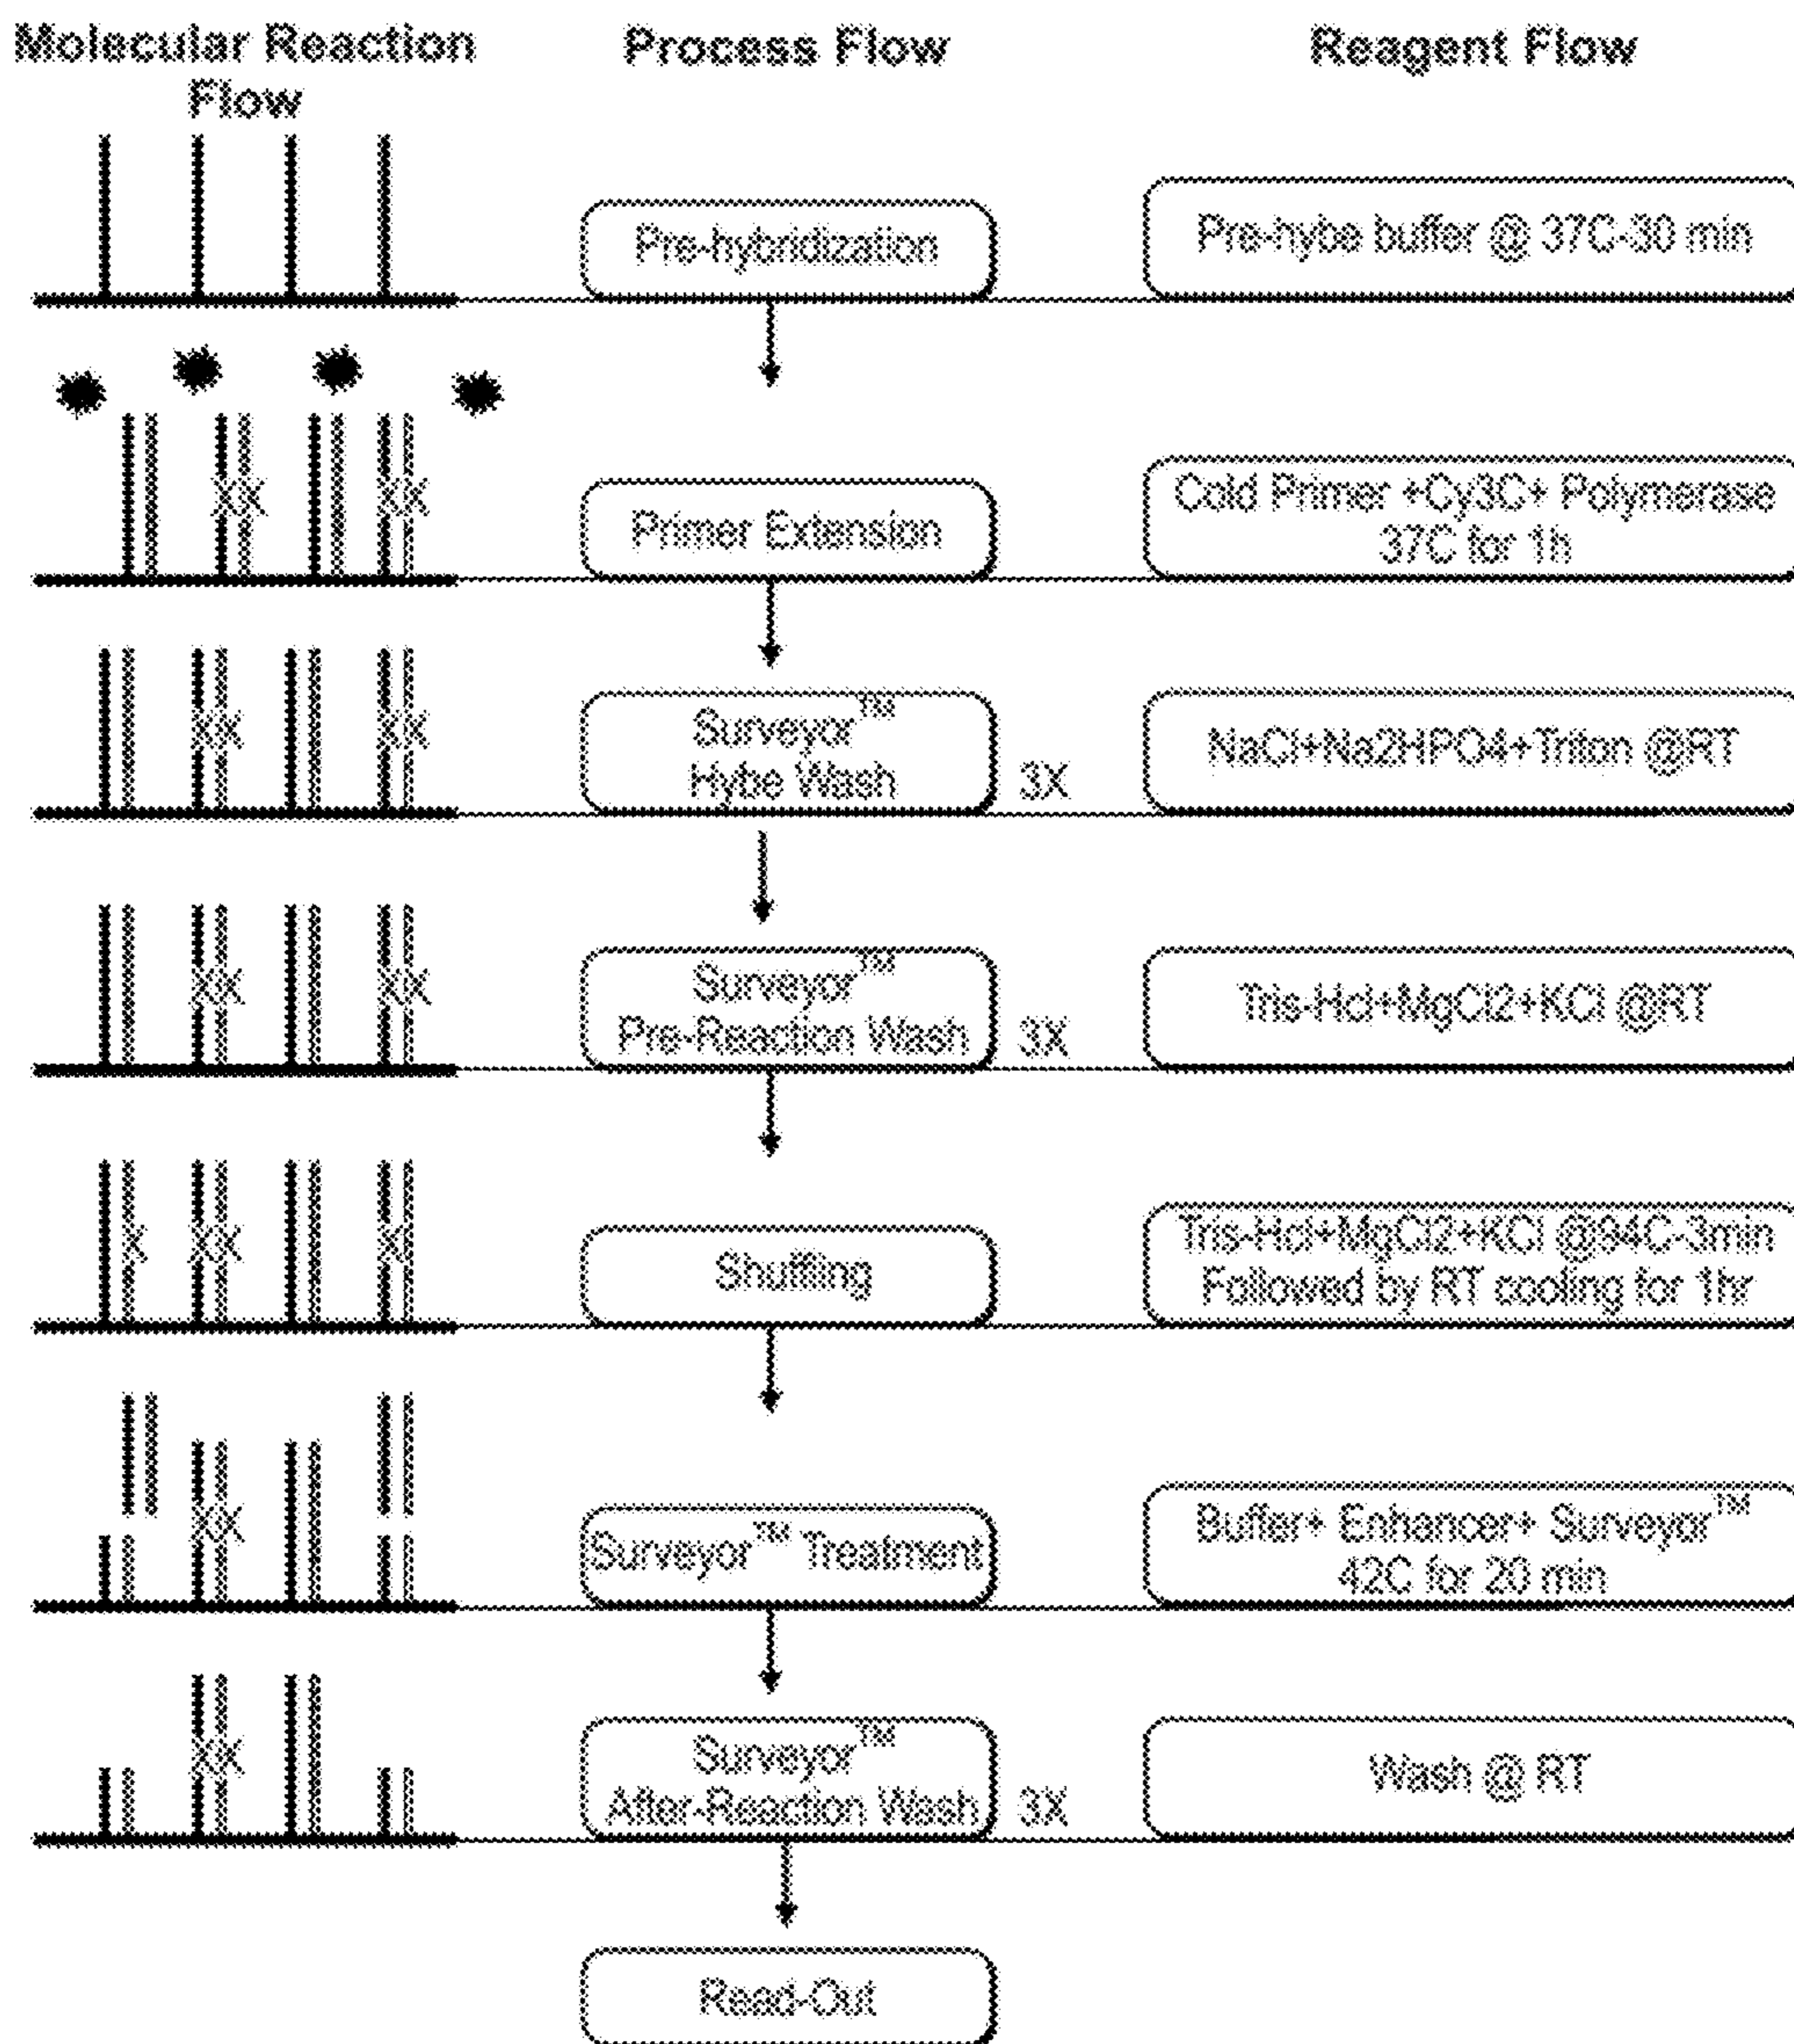 Molecular Reaction Flow
Process Flow
Reagent Flow
Pre-hybridization
Pre-hybe buffer @ 37C-30 min
XX
XX
Primer Extension
Cold Primer +Cy3C+ Polymerase
37C for 1h
XX
XX
Surveyor™
Hybe Wash
3X
NaCl+Na2HPO4+Triton @RT
XX
XX
Surveyor™
Pre-Reaction Wash
3X
Tris-Hcl+MgCl2+KCl @RT
X
XX
X
Shuffling
Tris-Hcl+MgCl2+KCl @94C-3min
Followed by RT cooling for 1hr
XX
Surveyor™ Treatment
Buffer+ Enhancer+ Surveyor™
42C for 20 min
XX
Surveyor™
After-Reaction Wash
3X
Wash @ RT
Read-Out